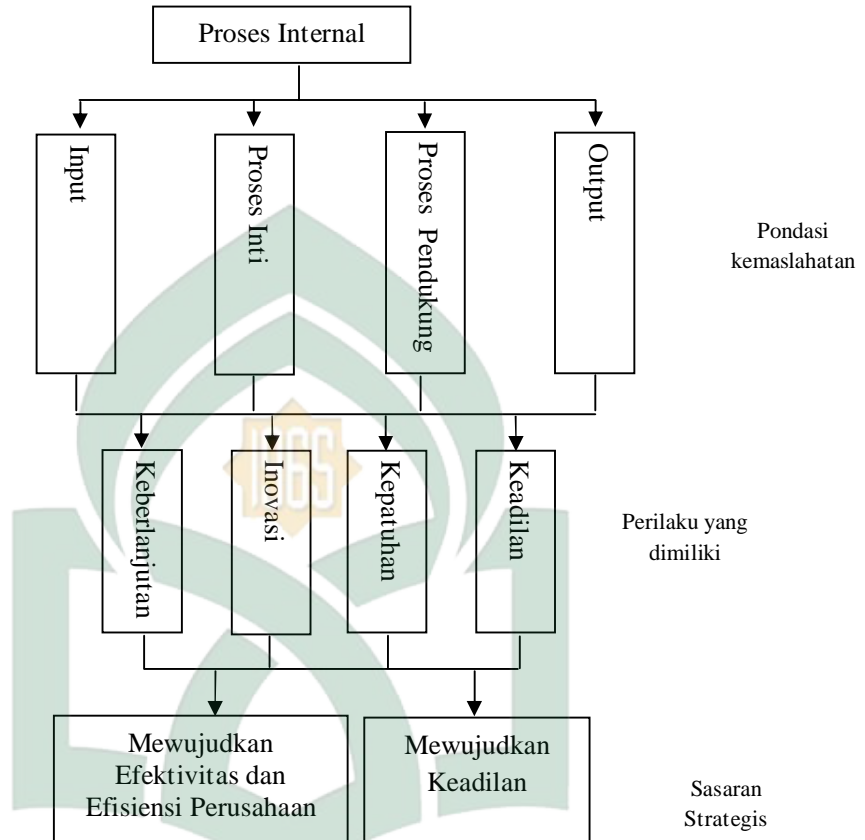 Proses Internal
Input
Proses Inti
Proses Pendukung
Output
Pondasi
kemaslahatan
1965
Keberlanjutan
Inovasi
Kepatuhan
Keadilan
Perilaku yang
dimiliki
Mewujudkan
Efektivitas dan
Efisiensi Perusahaan
Mewujudkan
Keadilan
Sasaran
Strategis